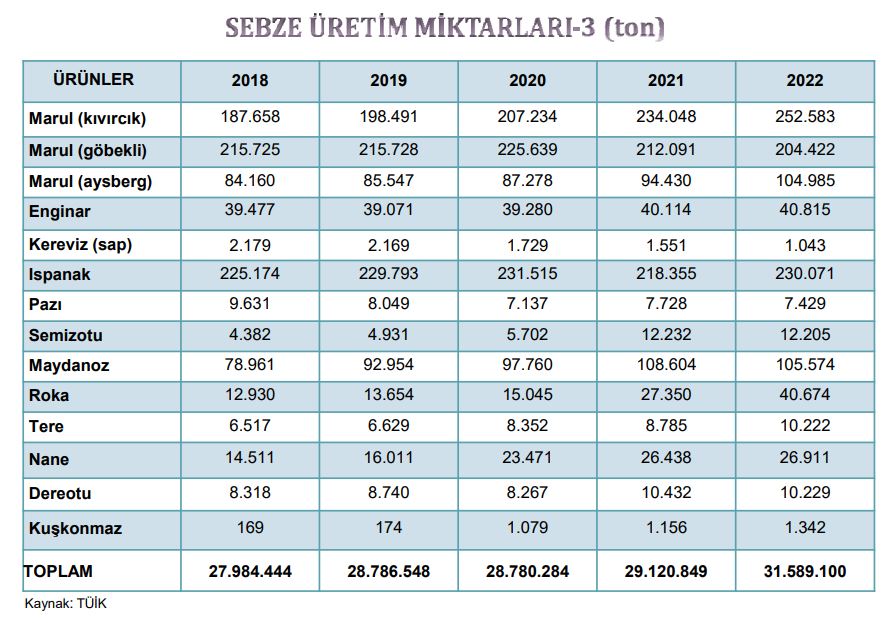 SEBZE ÜRETİM MİKTARLARI-3 (ton)
ÜRÜNLER 2018 2019 2020 2021 2022
Marul (kıvırcık) 187.658 198.491 207.234 234.048 252.583
Marul (göbekli) 215.725 215.728 225.639 212.091 204.422
Marul (aysberg) 84.160 85.547 87.278 94.430 104.985
Enginar 39.477 39.071 39.280 40.114 40.815
Kereviz (sap) 2.179 2.169 1.729 1.551 1.043
Ispanak 225.174 229.793 231.515 218.355 230.071
Pazı 9.631 8.049 7.137 7.728 7.429
Semizotu 4.382 4.931 5.702 12.232 12.205
Maydanoz 78.961 92.954 97.760 108.604 105.574
Roka 12.930 13.654 15.045 27.350 40.674
Tere 6.517 6.629 8.352 8.785 10.222
Nane 14.511 16.011 23.471 26.438 26.911
Dereotu 8.318 8.740 8.267 10.432 10.229
Kuşkonmaz 169 174 1.079 1.156 1.342
TOPLAM 27.984.444 28.786.548 28.780.284 29.120.849 31.589.100
Kaynak: TÜİK